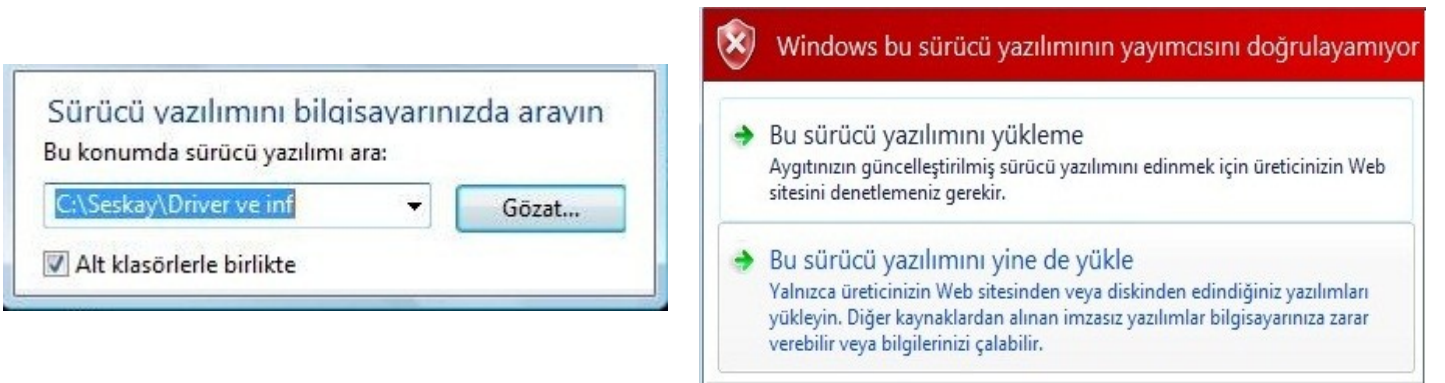 Sürücü yazılımını bilgisayarınızda arayın
Bu konumda sürücü yazılımı ara:
C:\Seskay\Driver ve inf
Gözat...
Alt klasörlerle birlikte
Windows bu sürücü yazılımının yayımcısını doğrulayamıyor
Bu sürücü yazılımını yükleme
Aygıtınızın güncelleştirilmiş sürücü yazılımını edinmek için üreticinizin Web
sitesini denetlemeniz gerekir.
Bu sürücü yazılımını yine de yükle
Yalnızca üreticinizin Web sitesinden veya diskinden edindiğiniz yazılımları
yükleyin. Diğer kaynaklardan alınan imzasız yazılımlar bilgisayarınıza zarar
verebilir veya bilgilerinizi çalabilir.